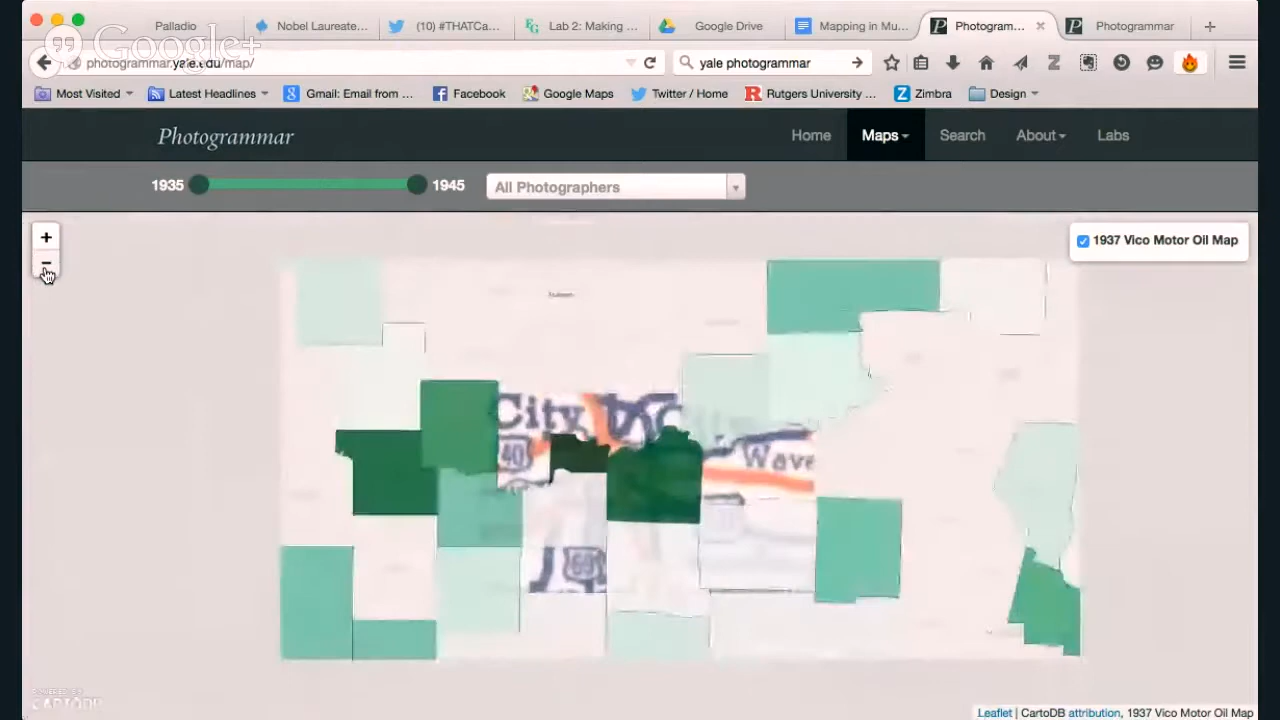 Palladio
Nobel Laureate...
(10) #THATCa...
Lab 2: Making ...
Google Drive
Mapping in Mu...
Photogram...
Photogrammar
Google+
photogrammar.yale.edu/map/
yale photogrammar
Most Visited
Latest Headlines
Gmail: Email from ...
Facebook
Google Maps
Twitter / Home
Rutgers University ...
Zimbra
Design
Photogrammar
Home
Maps
Search
About
Labs
1935
1945
All Photographers
+
−
1937 Vico Motor Oil Map
City
40
Wave
CARTODB
Leaflet | CartoDB attribution, 1937 Vico Motor Oil Map